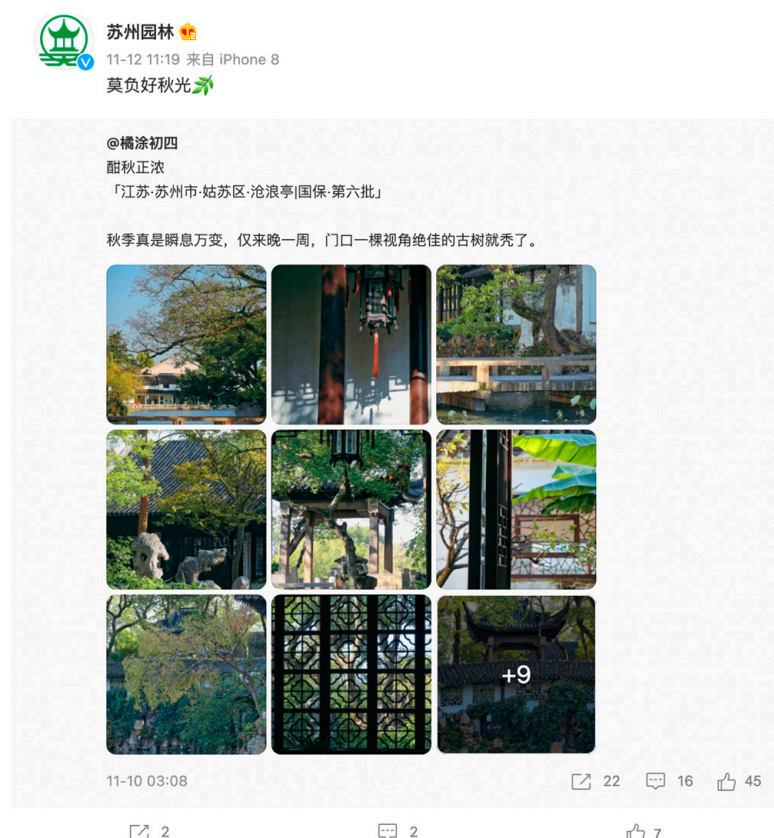 苏州园林
11-12 11:19 来自 iPhone 8
莫负好秋光
@橘涂初四
酣秋正浓
「江苏·苏州市·姑苏区·沧浪亭|国保·第六批」
秋季真是瞬息万变，仅来晚一周，门口一棵视角绝佳的古树就秃了。
+9
11-10 03:08
22
16
45
2
2
7